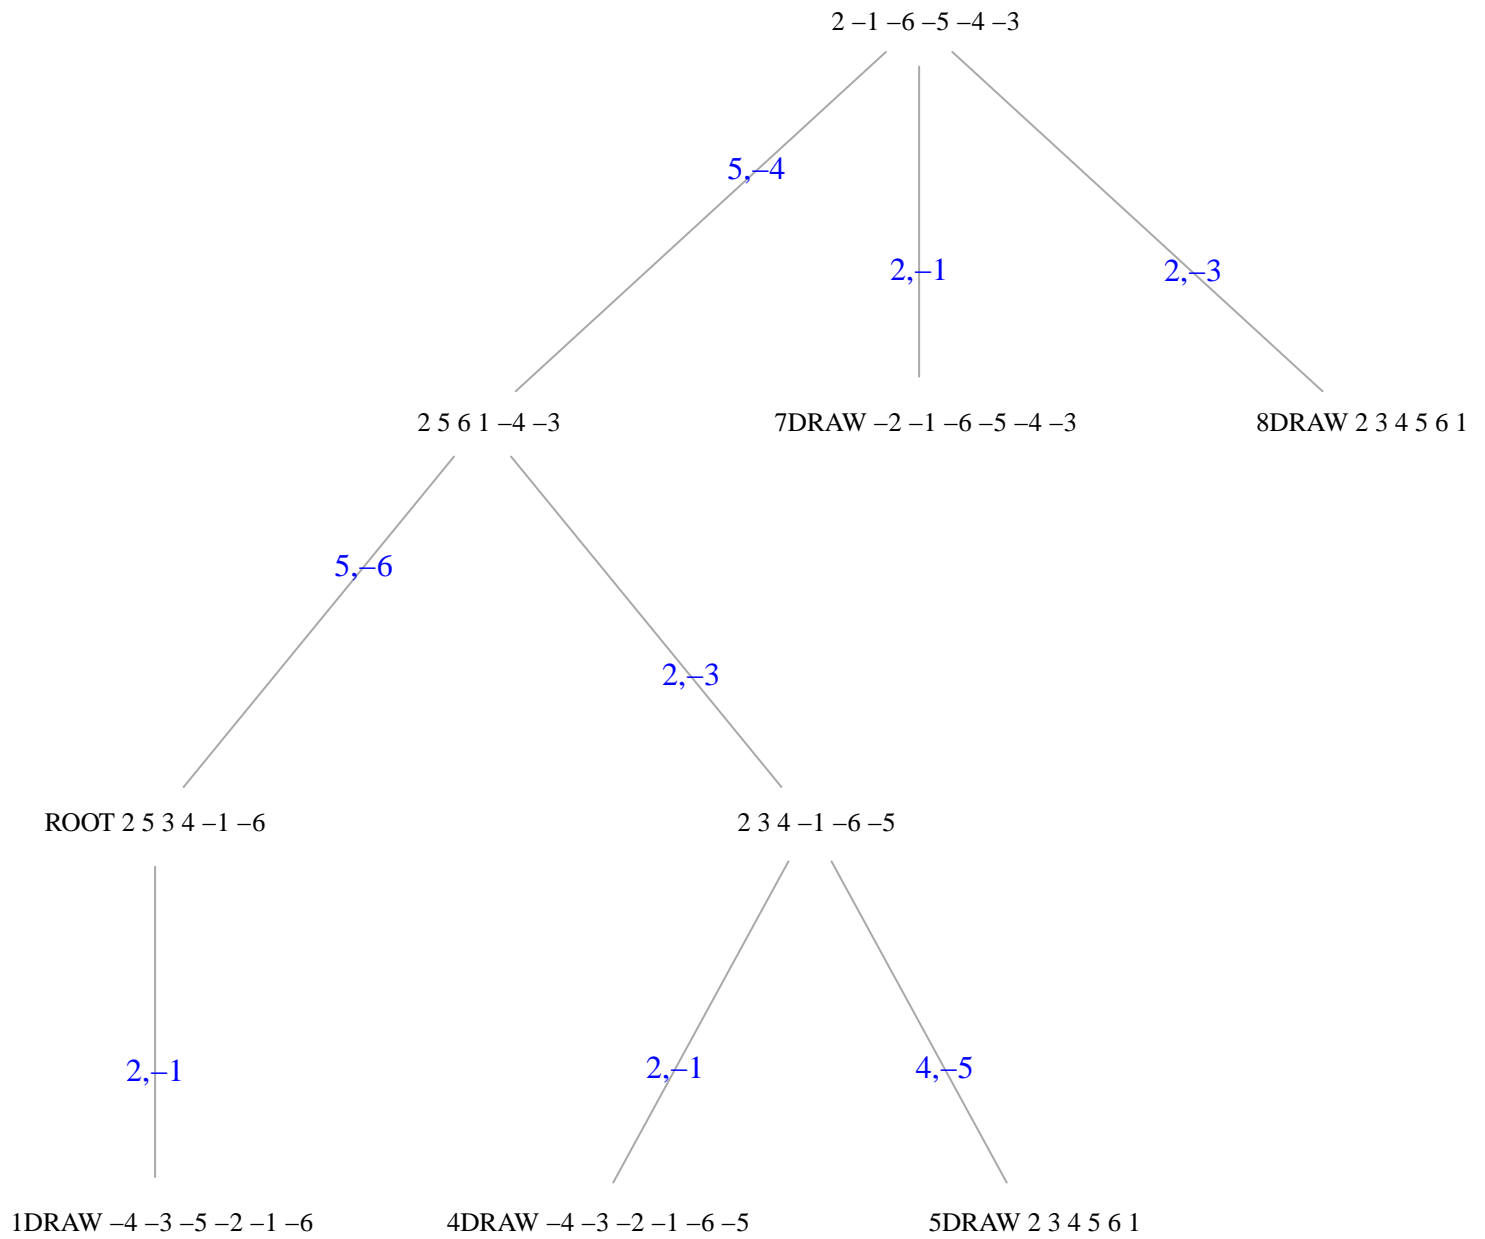 2 –1 –6 –5 –4 –3
5,–4
2,–1
2,–3
2 5 6 1 –4 –3
7DRAW –2 –1 –6 –5 –4 –3
8DRAW 2 3 4 5 6 1
5,–6
2,–3
ROOT 2 5 3 4 –1 –6
2 3 4 –1 –6 –5
2,–1
2,–1
4,–5
1DRAW –4 –3 –5 –2 –1 –6
4DRAW –4 –3 –2 –1 –6 –5
5DRAW 2 3 4 5 6 1